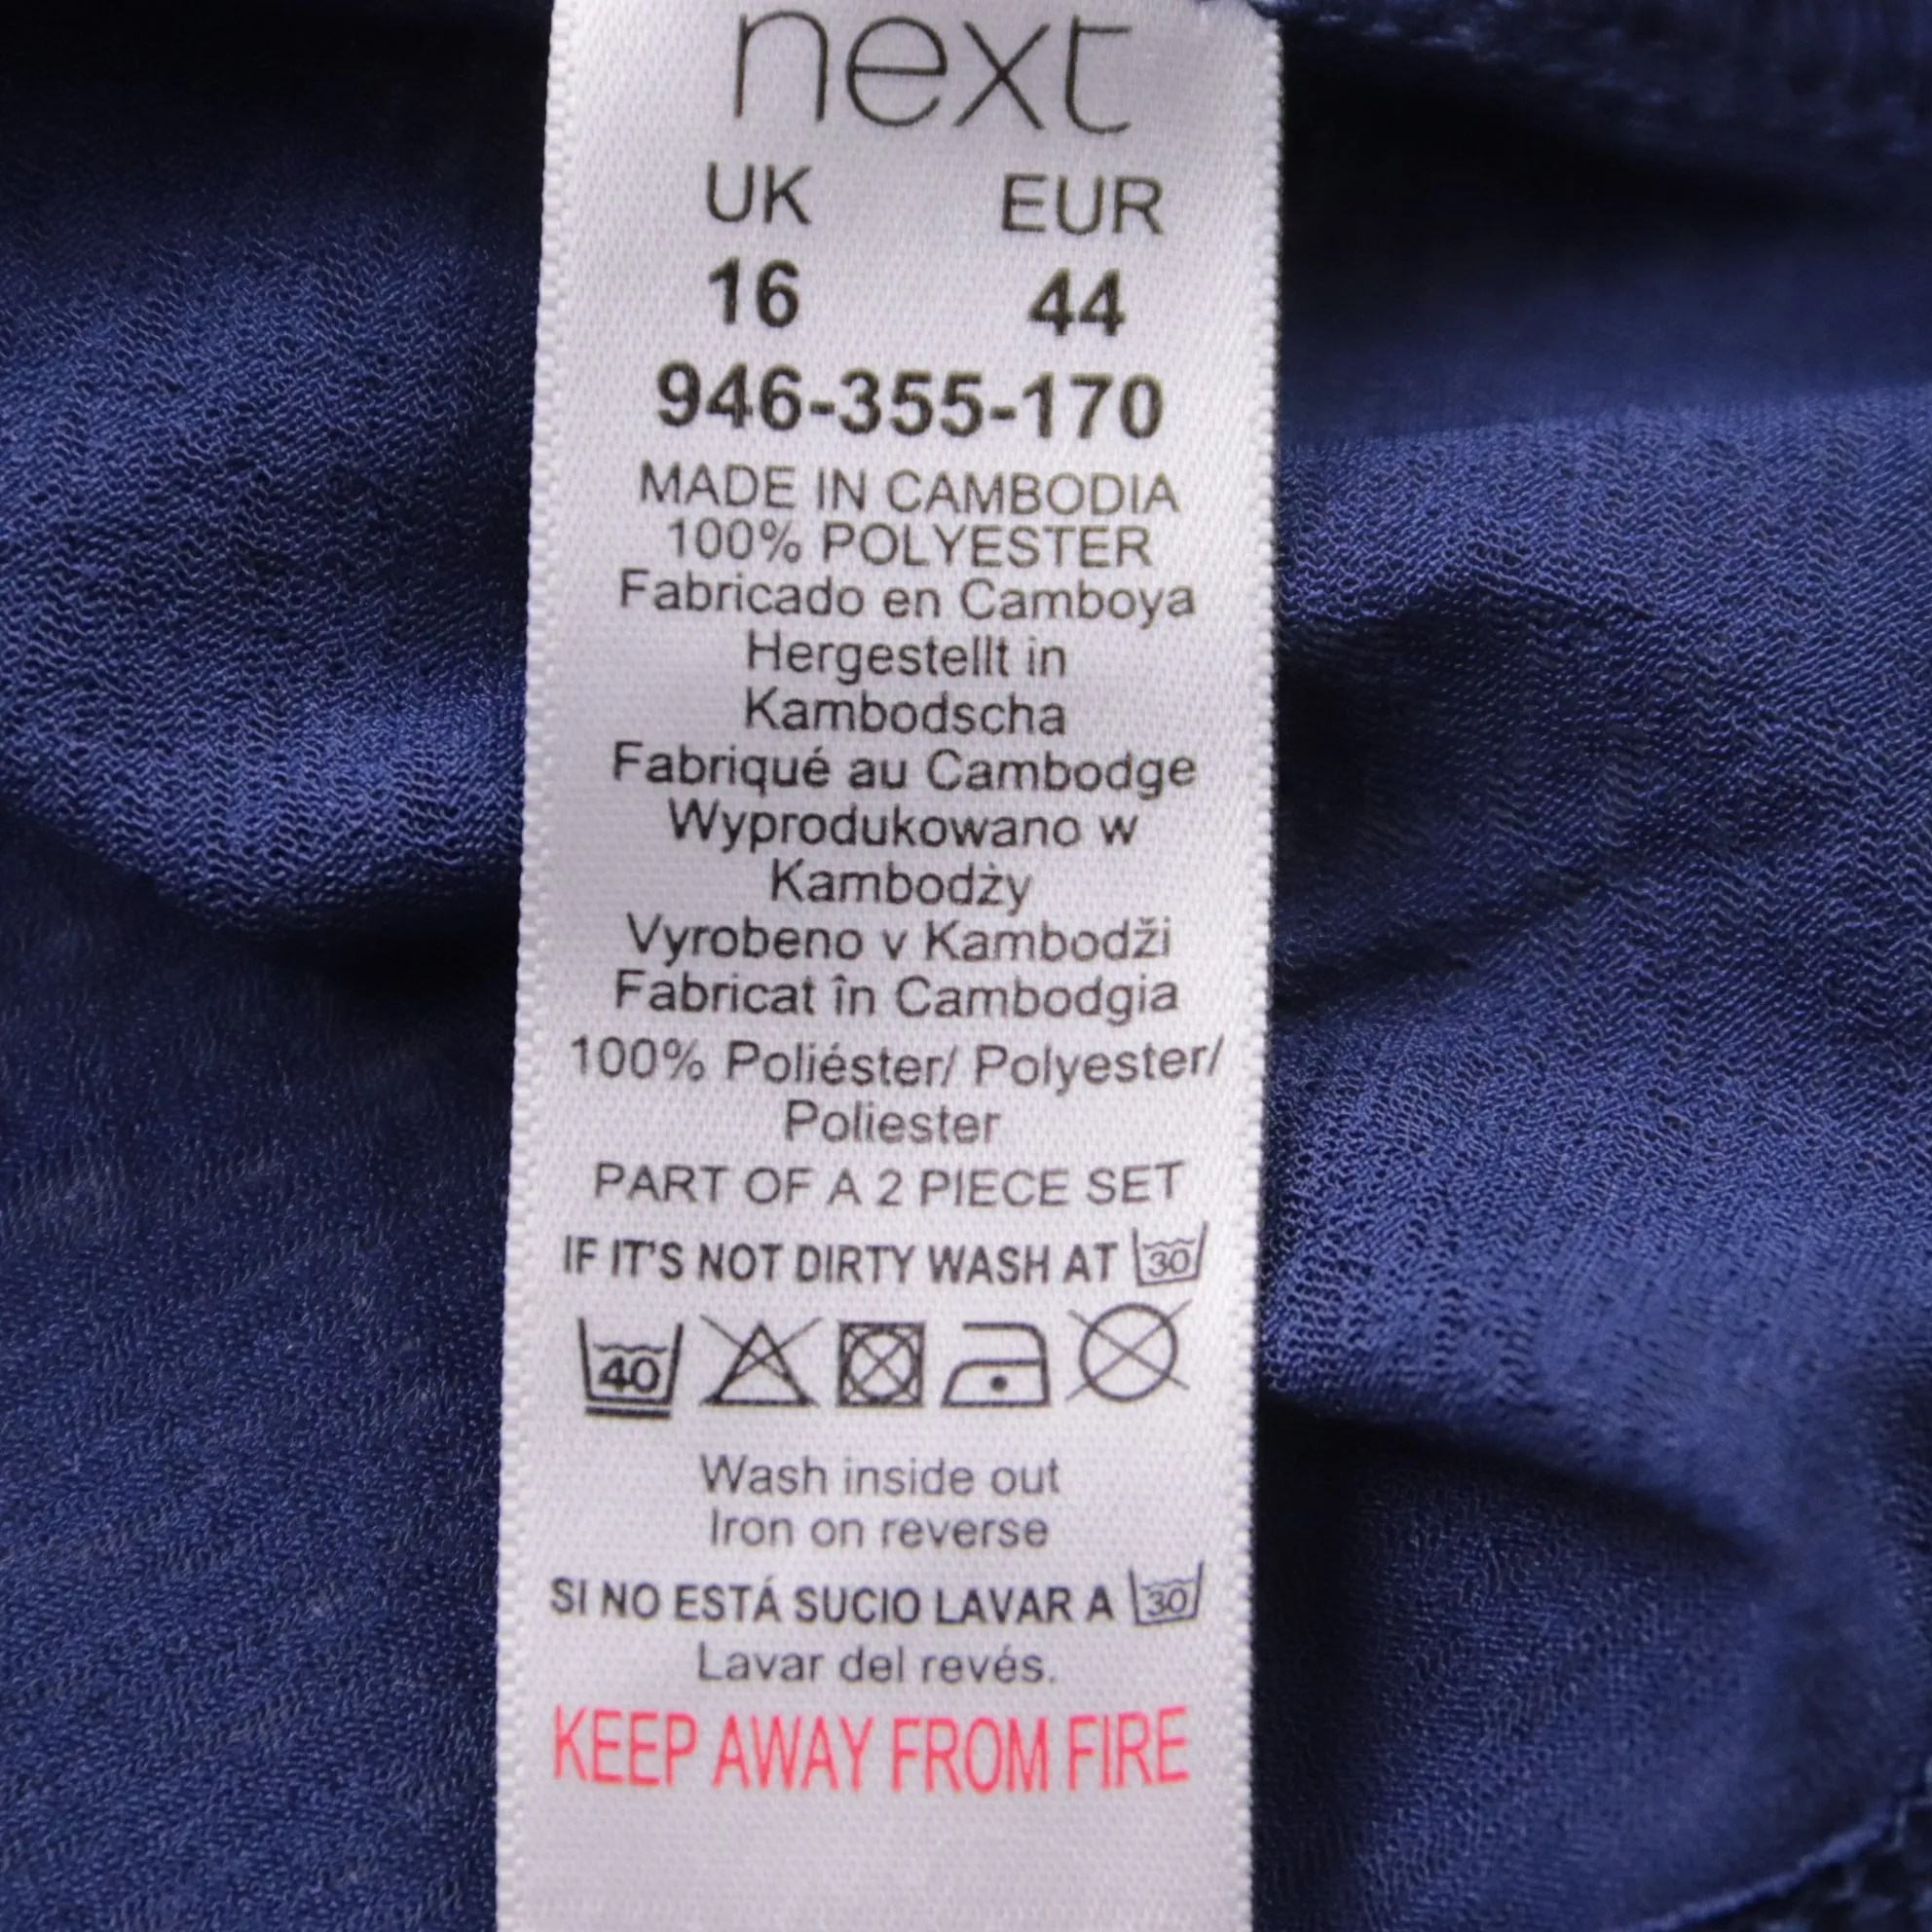 next
UK EUR
16 44
946-355-170
MADE IN CAMBODIA
100% POLYESTER
Fabricado en Camboya
Hergestellt in
Kambodscha
Fabriqué au Cambodge
Wyprodukowano w
Kambodży
Vyrobeno v Kambodži
Fabricat în Cambodgia
100% Poliéster/ Polyester/
Poliester
PART OF A 2 PIECE SET
IF IT'S NOT DIRTY WASH AT 30
40
Wash inside out
Iron on reverse
SI NO ESTÁ SUCIO LAVAR A 30
Lavar del revés.
KEEP AWAY FROM FIRE